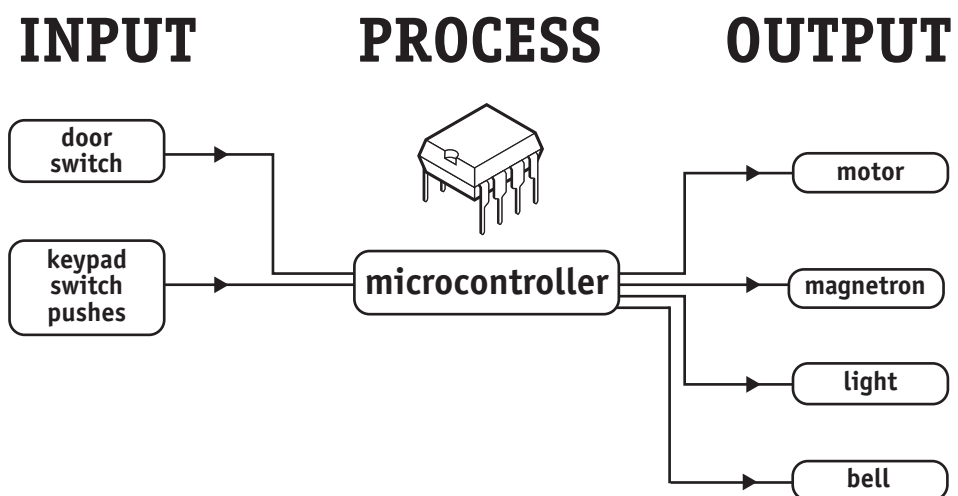 INPUT PROCESS OUTPUT
door
switch
keypad
switch
pushes
microcontroller
motor
magnetron
light
bell